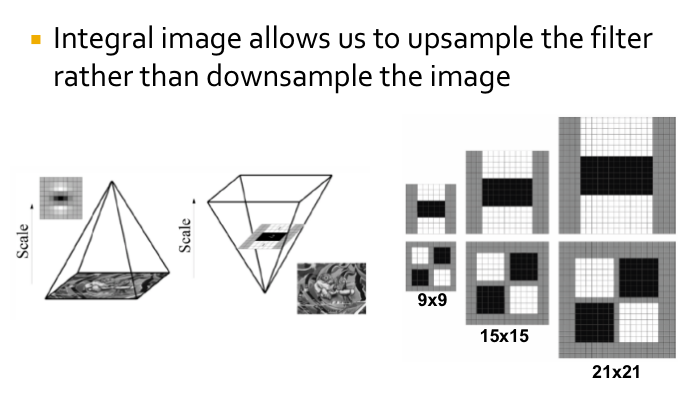 Integral image allows us to upsample the filter
rather than downsample the image
Scale
Scale
9x9
15x15
21x21